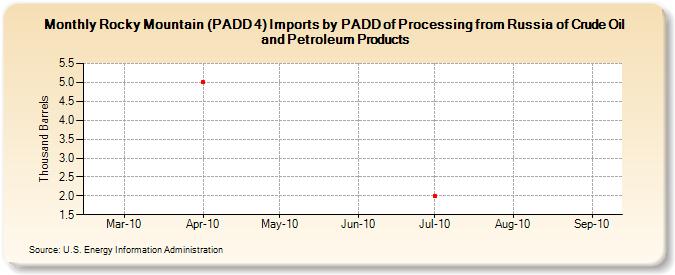 Monthly Rocky Mountain (PADD 4) Imports by PADD of Processing from Russia of Crude Oil
and Petroleum Products
Thousand Barrels
5.5
5.0
4.5
4.0
3.5
3.0
2.5
2.0
1.5
Mar-10 Apr-10 May-10 Jun-10 Jul-10 Aug-10 Sep-10
Source: U.S. Energy Information Administration